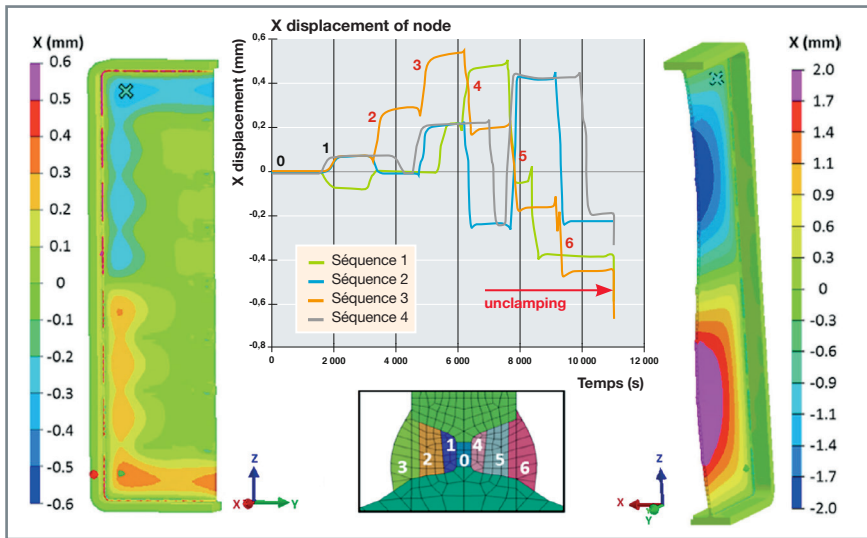 X displacement of node
X (mm)
0.6
0.5
0.4
0.3
0.2
0.1
0
-0.1
-0.2
-0.3
-0.4
-0.5
-0.6
X Y Z
X displacement (mm)
0,6
0,4
0,2
0
-0,2
-0,4
-0,6
-0,8
0 2 000 4 000 6 000 8 000 10 000 12 000
Temps (s)
0 1 2 3 4 5 6
Séquence 1
Séquence 2
Séquence 3
Séquence 4
unclamping
3 2 1 0 4 5 6
X (mm)
2.0
1.7
1.4
1.1
0.9
0.6
0.3
0
-0.3
-0.6
-0.9
-1.1
-1.4
-1.7
-2.0
Z
X
Y